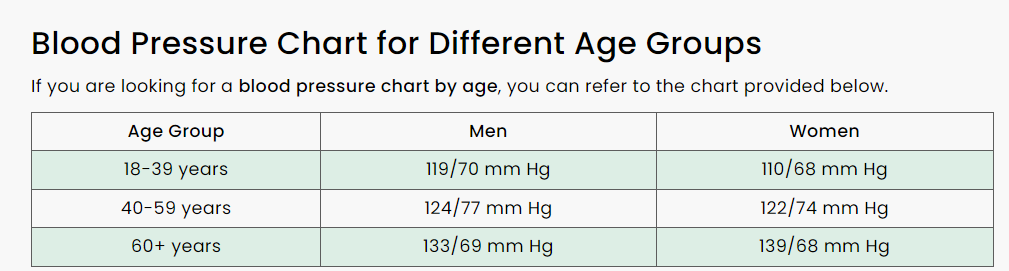 Blood Pressure Chart for Different Age Groups
If you are looking for a blood pressure chart by age, you can refer to the chart provided below.
Age Group Men Women
18-39 years 119/70 mm Hg 110/68 mm Hg
40-59 years 124/77 mm Hg 122/74 mm Hg
60+ years 133/69 mm Hg 139/68 mm Hg